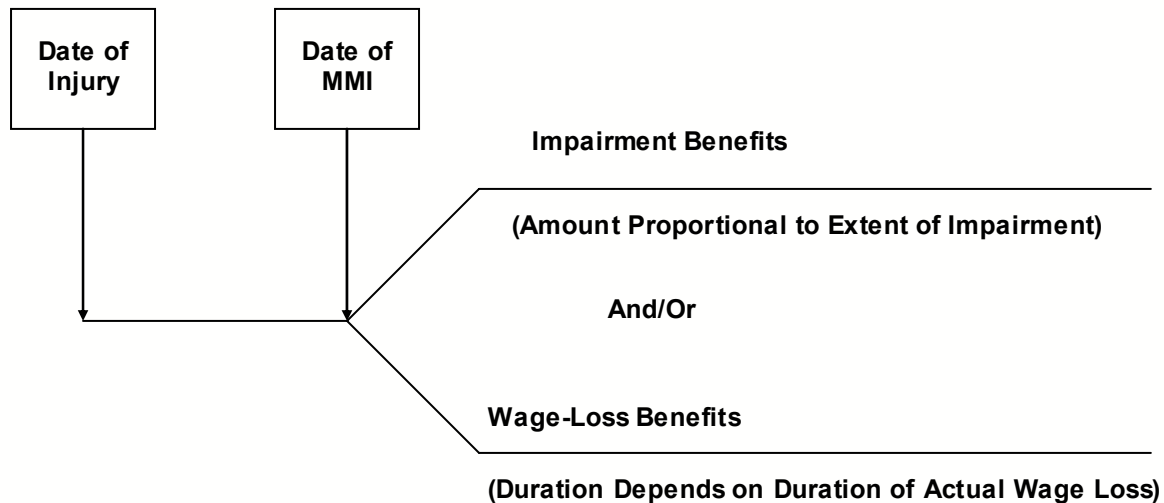 Date of
Injury
Date of
MMI
Impairment Benefits
(Amount Proportional to Extent of Impairment)
And/Or
Wage-Loss Benefits
(Duration Depends on Duration of Actual Wage Loss)